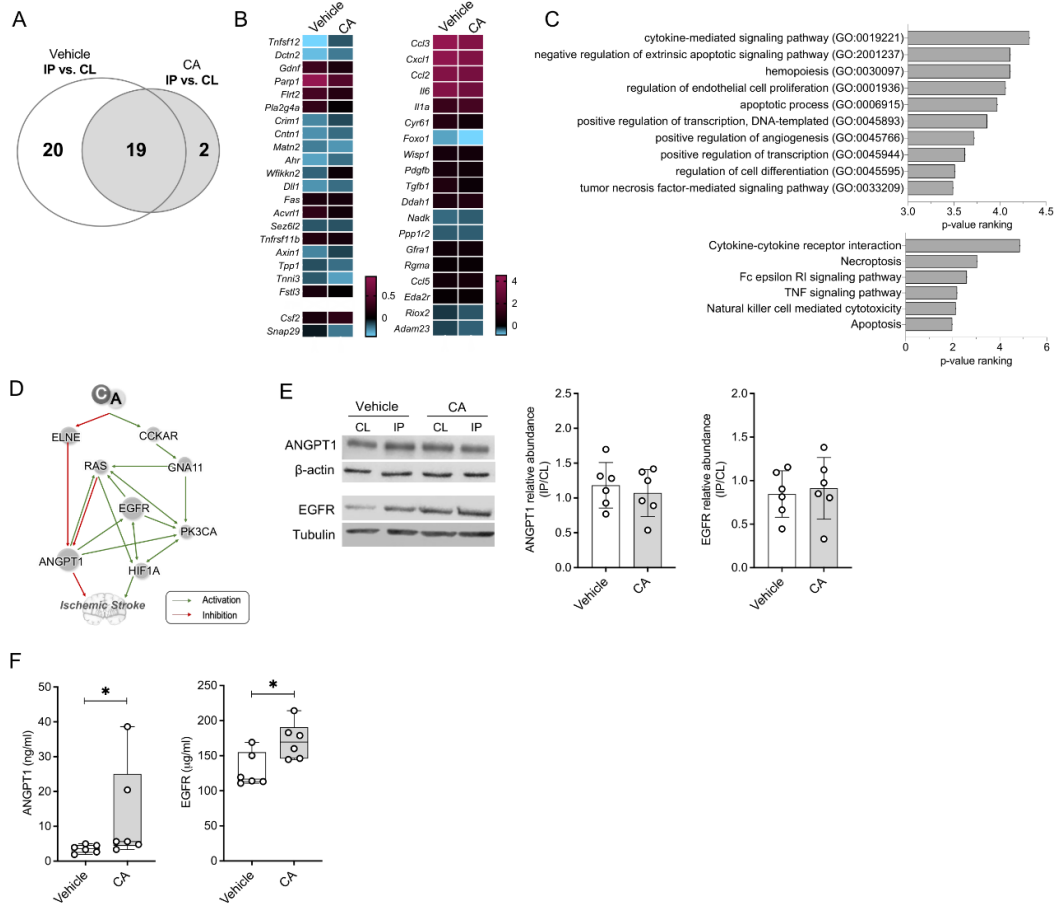 A
Vehicle
IP vs. CL
CA
IP vs. CL
20
19
2
B
Vehicle
CA
Tnfsf12
Dctn2
Gdnf
Parp1
Flrt2
Pla2g4a
Crim1
Cntn1
Matn2
Ahr
Wfikkn2
Dll1
Fas
Acvrl1
Sez6l2
Tnfrsf11b
Axin1
Tpp1
Tnni3
Fstl3
Csf2
Snap29
0.5
0
Vehicle
CA
Ccl3
Cxcl1
Ccl2
Il6
Il1a
Cyr61
Foxo1
Wisp1
Pdgfb
Tgfb1
Ddah1
Nadk
Ppp1r2
Gfra1
Rgma
Ccl5
Eda2r
Riox2
Adam23
4
2
0
C
cytokine-mediated signaling pathway (GO:0019221)
negative regulation of extrinsic apoptotic signaling pathway (GO:2001237)
hemopoiesis (GO:0030097)
regulation of endothelial cell proliferation (GO:0001936)
apoptotic process (GO:0006915)
positive regulation of transcription, DNA-templated (GO:0045893)
positive regulation of angiogenesis (GO:0045766)
positive regulation of transcription (GO:0045944)
regulation of cell differentiation (GO:0045595)
tumor necrosis factor-mediated signaling pathway (GO:0033209)
3.0 3.5 4.0 4.5
p-value ranking
Cytokine-cytokine receptor interaction
Necroptosis
Fc epsilon RI signaling pathway
TNF signaling pathway
Natural killer cell mediated cytotoxicity
Apoptosis
0 2 4 6
p-value ranking
D
C A
ELNE
CCKAR
RAS
GNA11
EGFR
PK3CA
ANGPT1
HIF1A
Ischemic Stroke
Activation
Inhibition
E
Vehicle CA
CL IP CL IP
ANGPT1
β-actin
EGFR
Tubulin
ANGPT1 relative abundance
(IP/CL)
2.5
2.0
1.5
1.0
0.5
0.0
Vehicle
CA
EGFR relative abundance
(IP/CL)
2.0
1.5
1.0
0.5
0.0
Vehicle
CA
F
ANGPT1 (ng/ml)
50
40
30
20
10
0
*
Vehicle
CA
EGFR (μg/ml)
250
200
150
100
50
0
*
Vehicle
CA